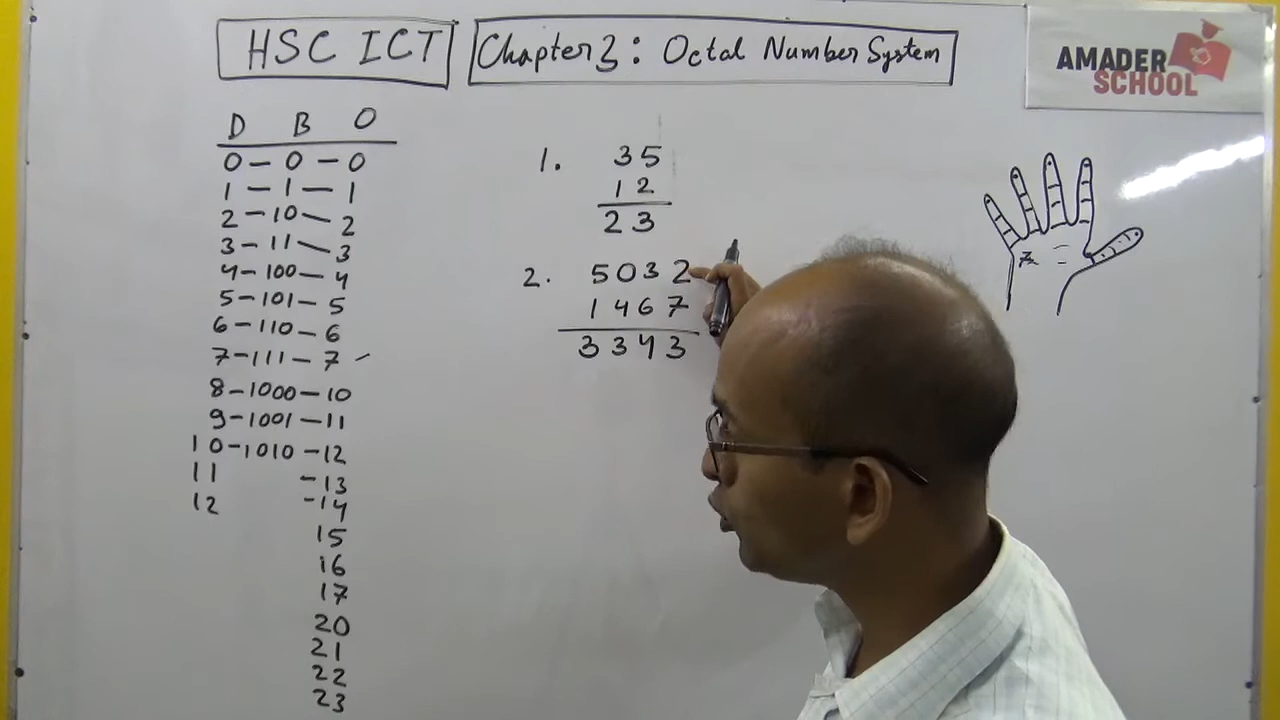 HSC ICT
Chapter 3: Octal Number System
AMADER
SCHOOL
D B O
0 – 0 – 0
1 – 1 – 1
2 – 10 – 2
3 – 11 – 3
4 – 100 – 4
5 – 101 – 5
6 – 110 – 6
7 – 111 – 7
8 – 1000 – 10
9 – 1001 – 11
10 – 1010 – 12
11 – 13
12 – 14
15
16
17
20
21
22
23
1. 35
12
23
2. 5032
1467
3343